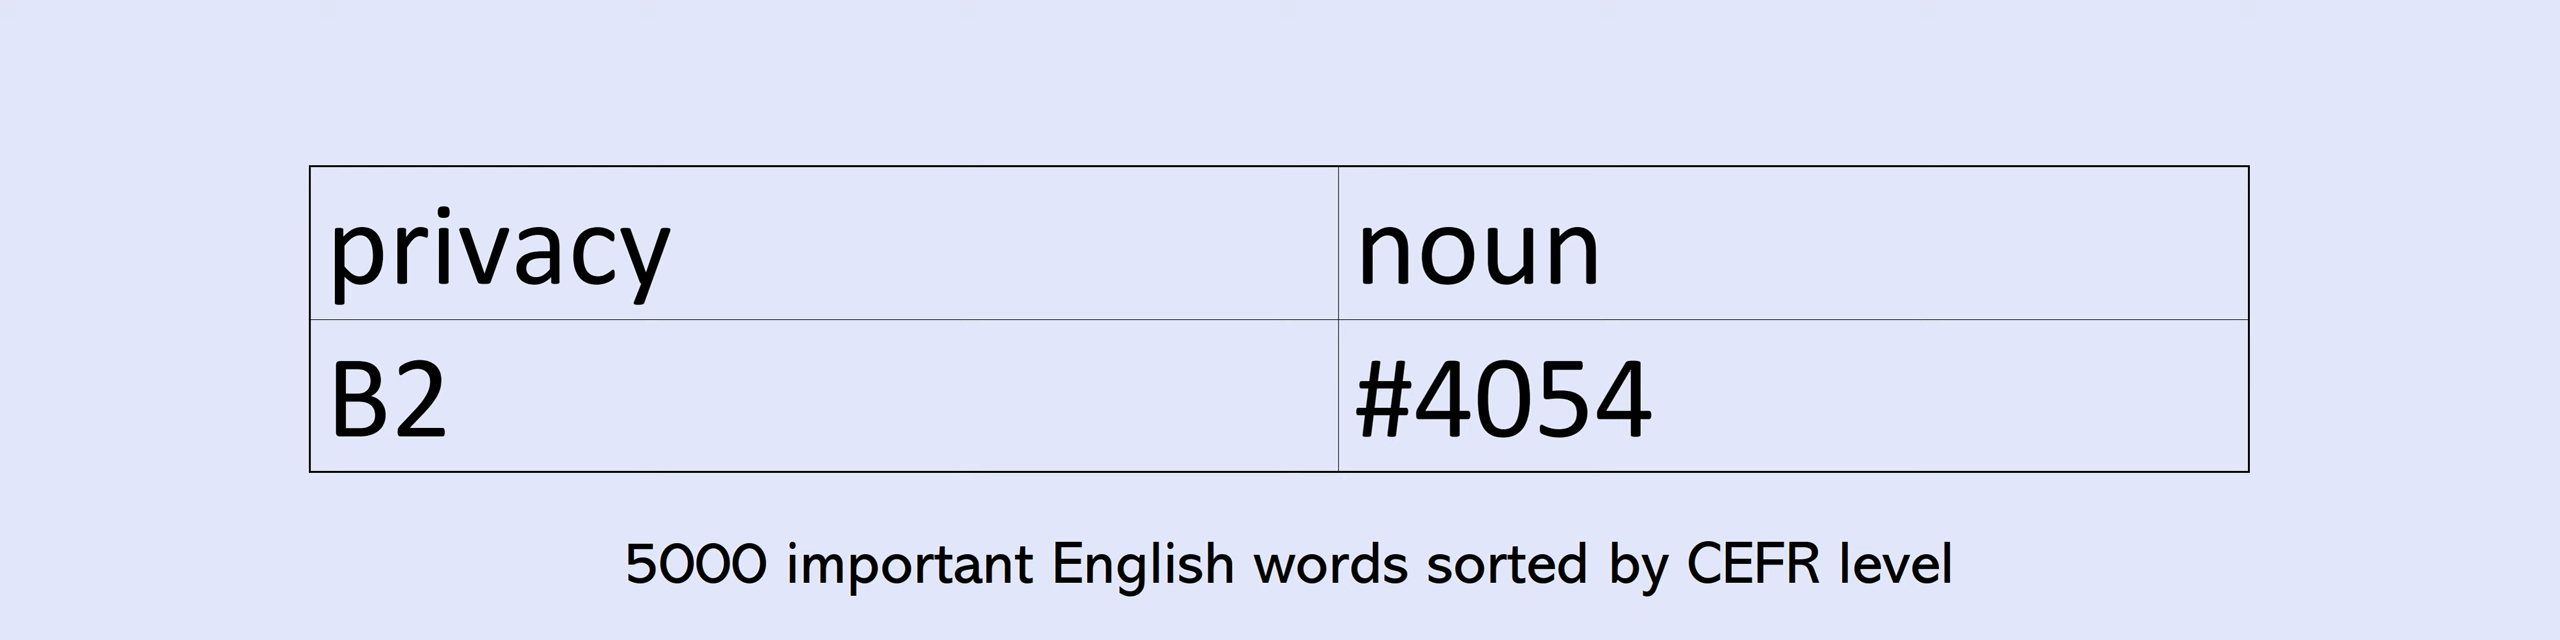 privacy noun
B2 #4054
5000 important English words sorted by CEFR level